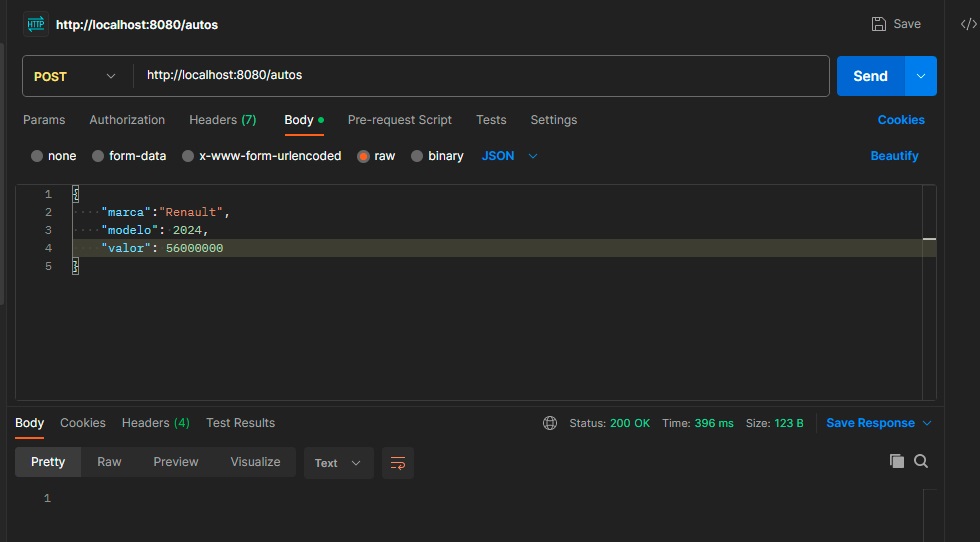 HTTP http://localhost:8080/autos Save </>
POST http://localhost:8080/autos Send
Params Authorization Headers (7) Body Pre-request Script Tests Settings Cookies
none form-data x-www-form-urlencoded raw binary JSON Beautify
1 {
2 "marca":"Renault",
3 "modelo": 2024,
4 "valor": 56000000
5 }
Body Cookies Headers (4) Test Results Status: 200 OK Time: 396 ms Size: 123 B Save Response
Pretty Raw Preview Visualize Text
1